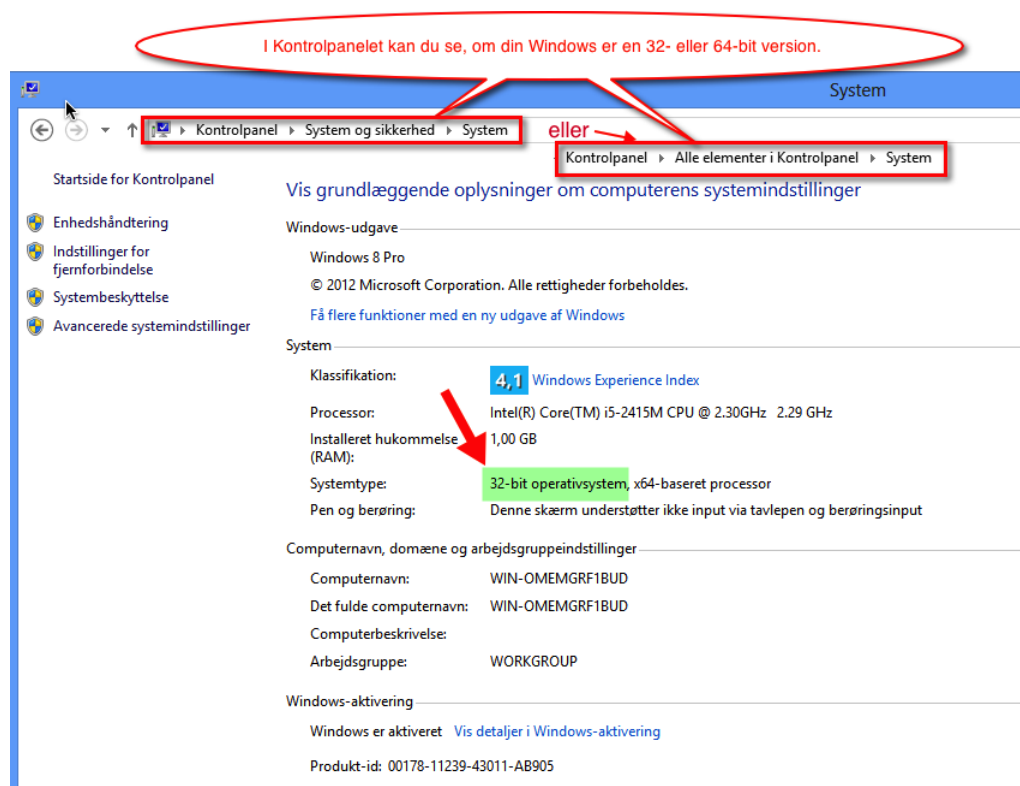 I Kontrolpanelet kan du se, om din Windows er en 32- eller 64-bit version.
System
Kontrolpanel System og sikkerhed System
eller
Kontrolpanel Alle elementer i Kontrolpanel System
Startside for Kontrolpanel
Enhedshåndtering
Indstillinger for
fjernforbindelse
Systembeskyttelse
Avancerede systemindstillinger
Vis grundlæggende oplysninger om computerens systemindstillinger
Windows-udgave
Windows 8 Pro
© 2012 Microsoft Corporation. Alle rettigheder forbeholdes.
Få flere funktioner med en ny udgave af Windows
System
Klassifikation: 4,1 Windows Experience Index
Processor: Intel(R) Core(TM) i5-2415M CPU @ 2.30GHz 2.29 GHz
Installeret hukommelse 1,00 GB
(RAM):
Systemtype: 32-bit operativsystem, x64-baseret processor
Pen og berøring: Denne skærm understøtter ikke input via tavlepen og berøringsinput
Computernavn, domæne og arbejdsgruppeindstillinger
Computernavn: WIN-OMEMGRF1BUD
Det fulde computernavn: WIN-OMEMGRF1BUD
Computerbeskrivelse:
Arbejdsgruppe: WORKGROUP
Windows-aktivering
Windows er aktiveret Vis detaljer i Windows-aktivering
Produkt-id: 00178-11239-43011-AB905